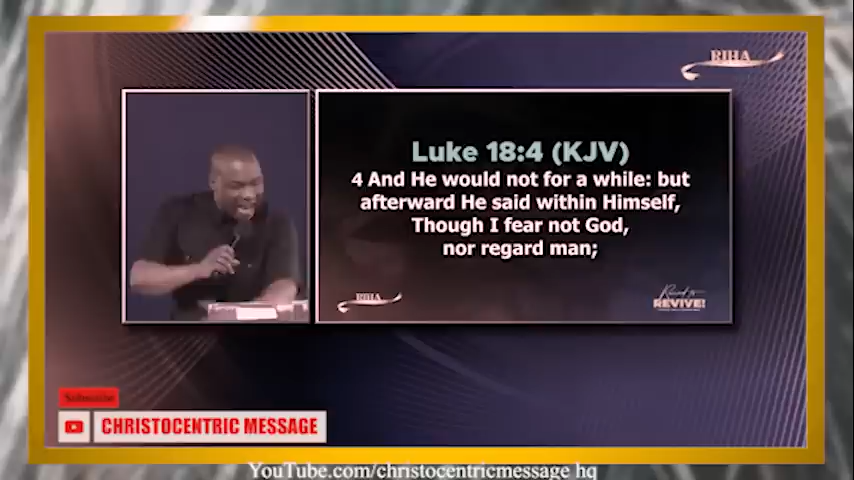 RIHA
Luke 18:4 (KJV)
4 And He would not for a while: but
afterward He said within Himself,
Though I fear not God,
nor regard man;
RIHA
REVIVE!
Subscribe
CHRISTOCENTRIC MESSAGE
YouTube.com/christocentricmessage hq